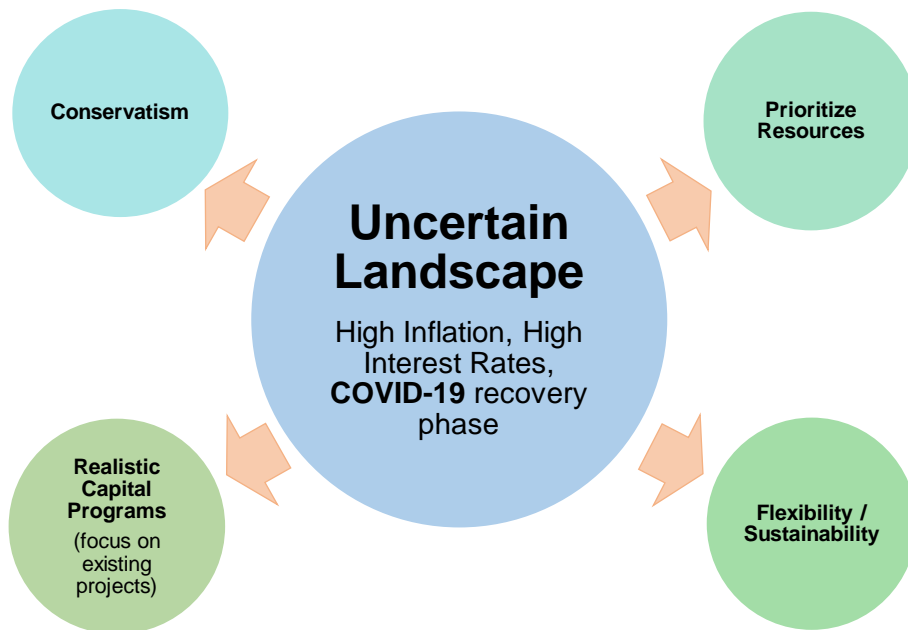 Conservatism
Prioritize
Resources
Uncertain
Landscape
High Inflation, High
Interest Rates,
COVID-19 recovery
phase
Realistic
Capital
Programs
(focus on
existing
projects)
Flexibility /
Sustainability